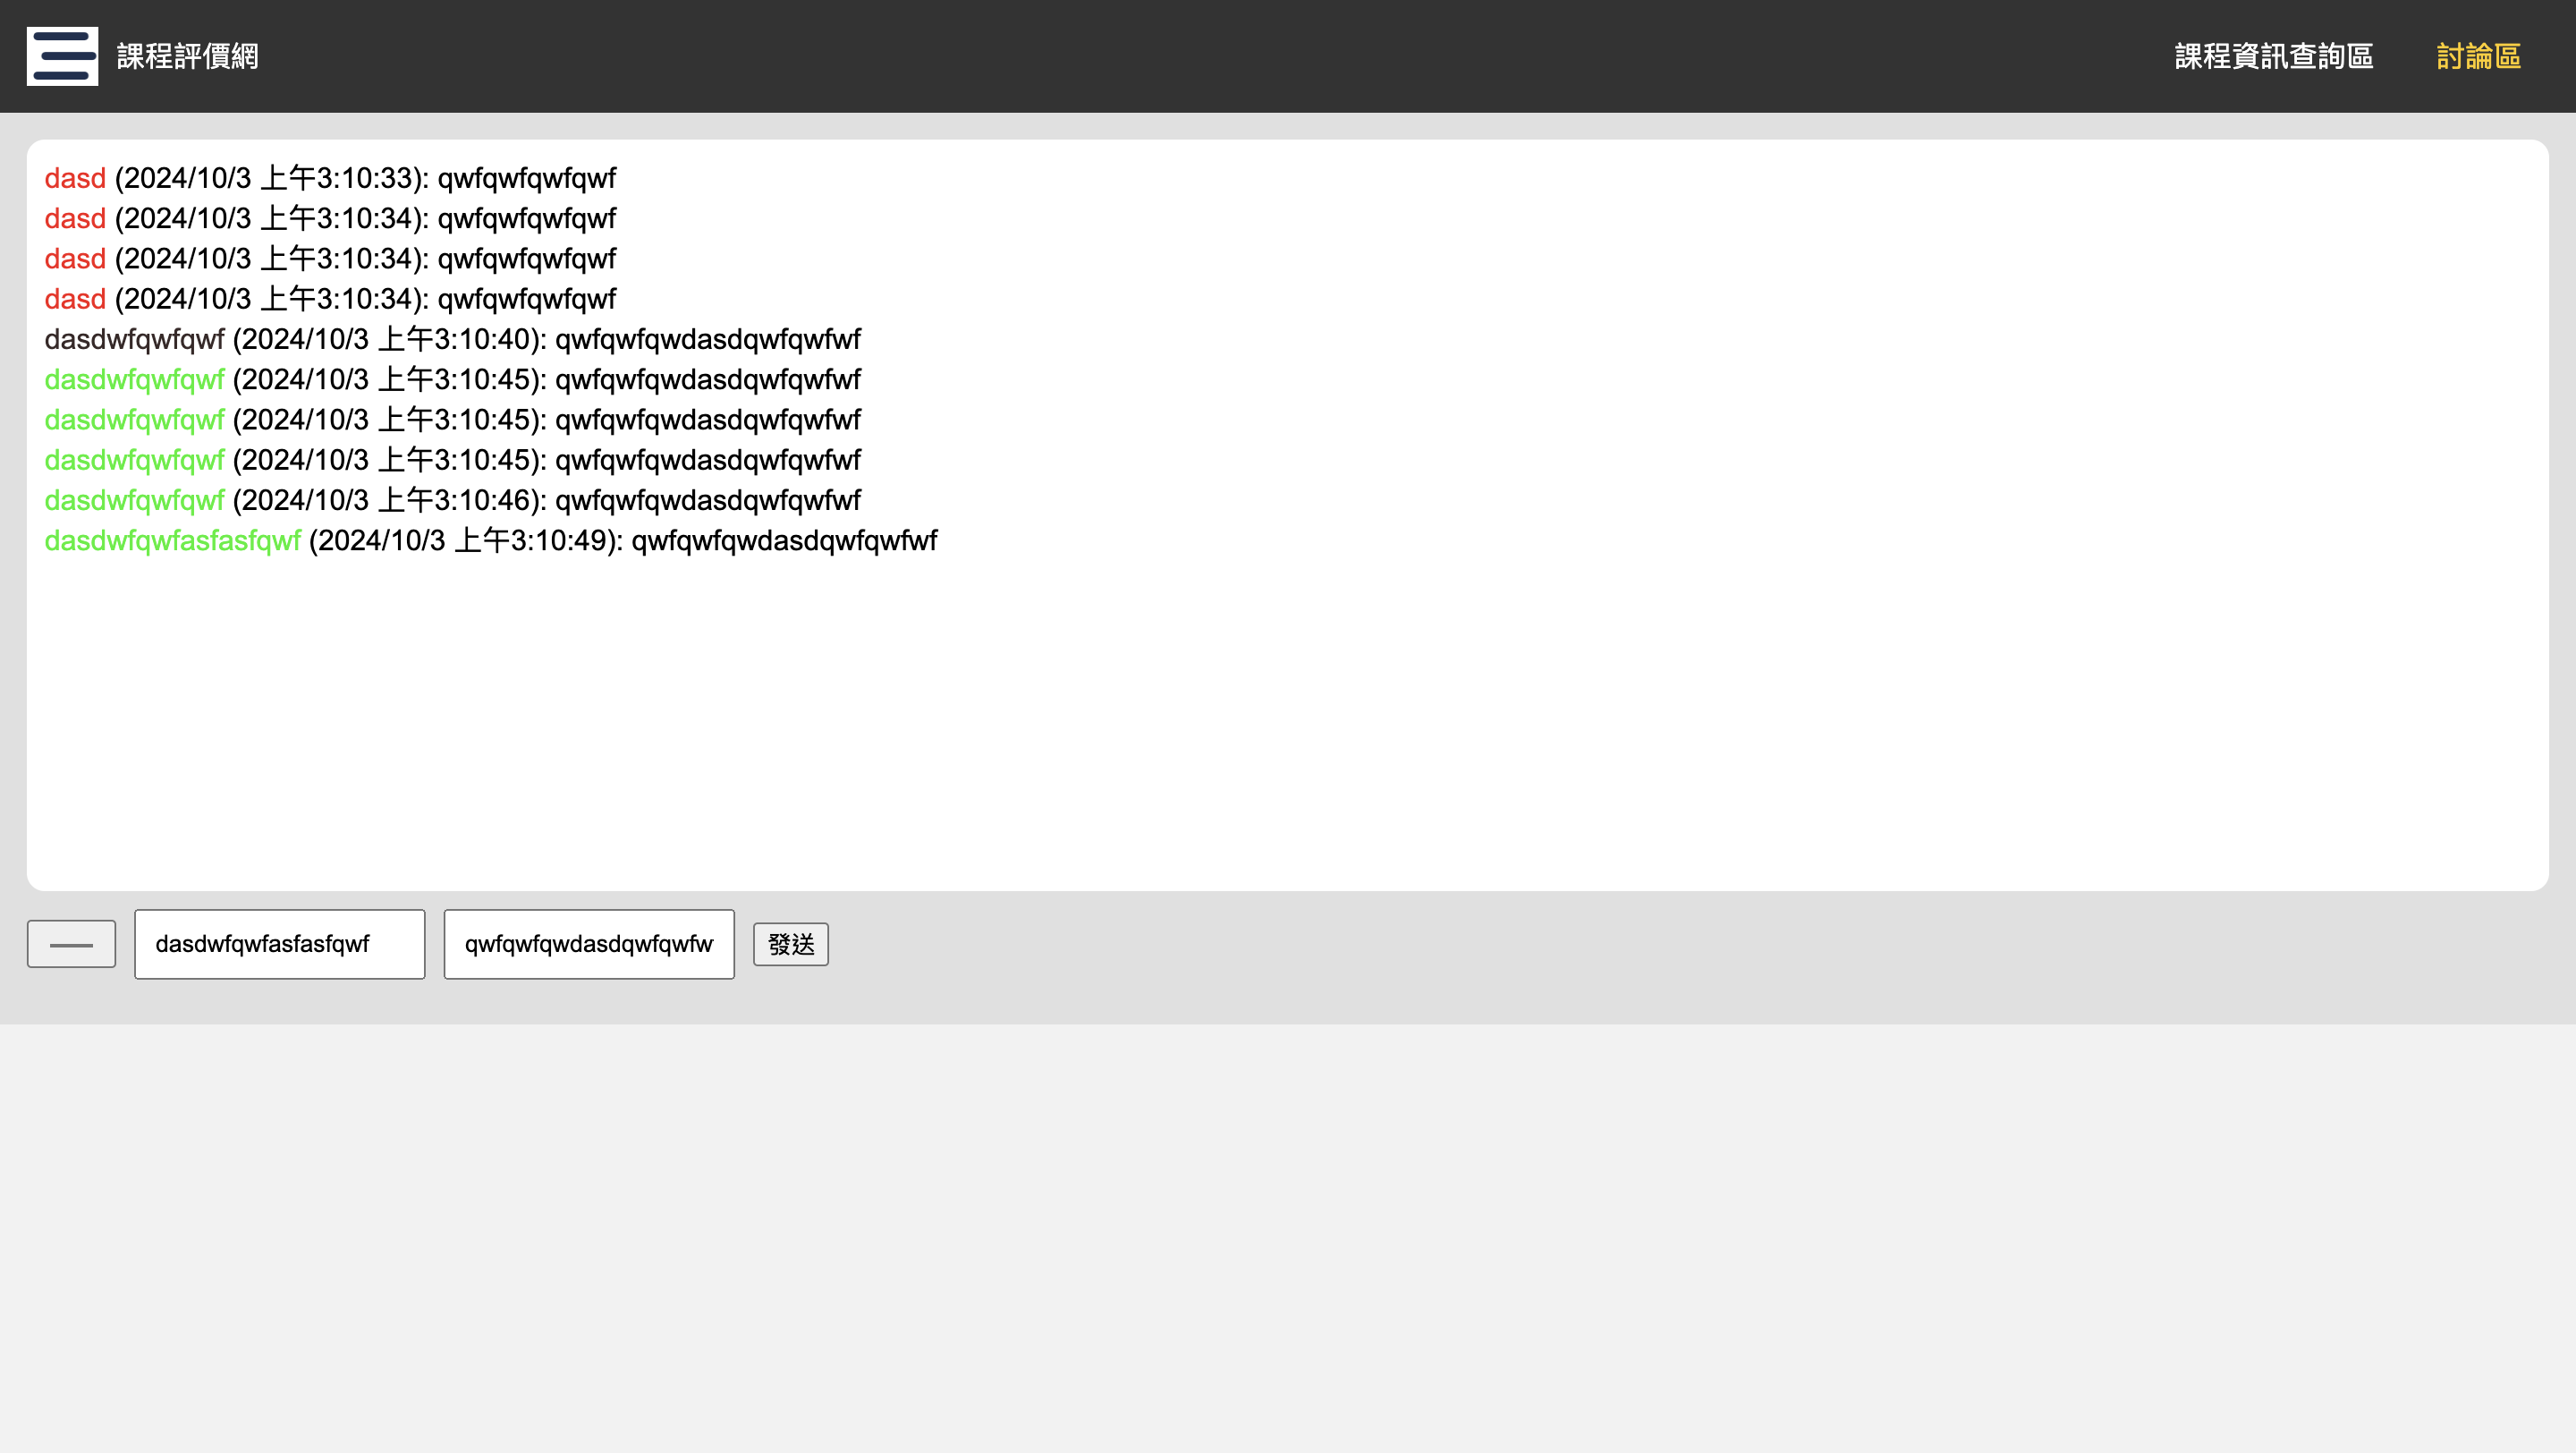 課程評價網
課程資訊查詢區 討論區
dasd (2024/10/3 上午3:10:33): qwfqwfqwfqwf
dasd (2024/10/3 上午3:10:34): qwfqwfqwfqwf
dasd (2024/10/3 上午3:10:34): qwfqwfqwfqwf
dasd (2024/10/3 上午3:10:34): qwfqwfqwfqwf
dasdwfqwfqwf (2024/10/3 上午3:10:40): qwfqwfqwdasdqwfqwfwf
dasdwfqwfqwf (2024/10/3 上午3:10:45): qwfqwfqwdasdqwfqwfwf
dasdwfqwfqwf (2024/10/3 上午3:10:45): qwfqwfqwdasdqwfqwfwf
dasdwfqwfqwf (2024/10/3 上午3:10:45): qwfqwfqwdasdqwfqwfwf
dasdwfqwfqwf (2024/10/3 上午3:10:46): qwfqwfqwdasdqwfqwfwf
dasdwfqwfasfasfqwf (2024/10/3 上午3:10:49): qwfqwfqwdasdqwfqwfwf
dasdwfqwfasfasfqwf qwfqwfqwdasdqwfqwfw 發送